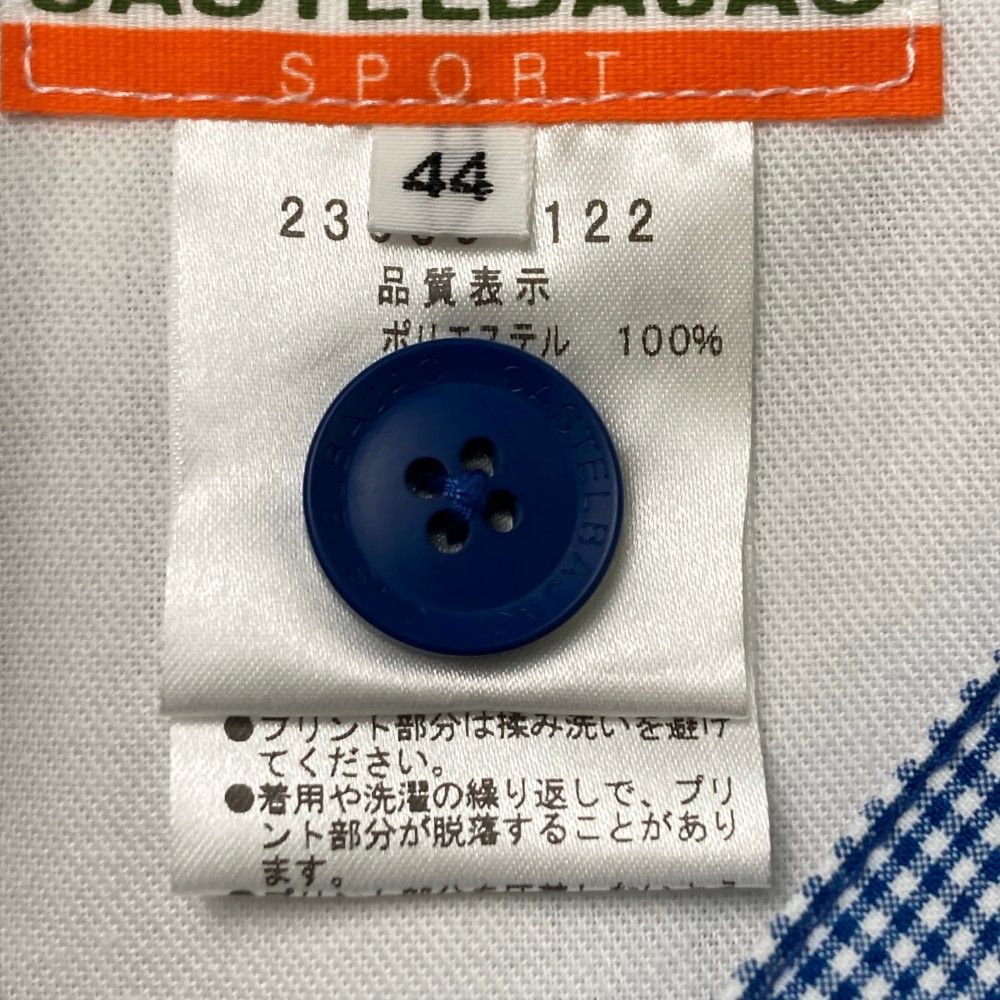 CASTELBAJAC
SPORT
44
122
品質表示
ポリエステル 100%
CASTELBAJAC
●プリント部分は揉み洗いを避け
てください。
●着用や洗濯の繰り返しで、プリ
ント部分が脱落することがあり
ます。